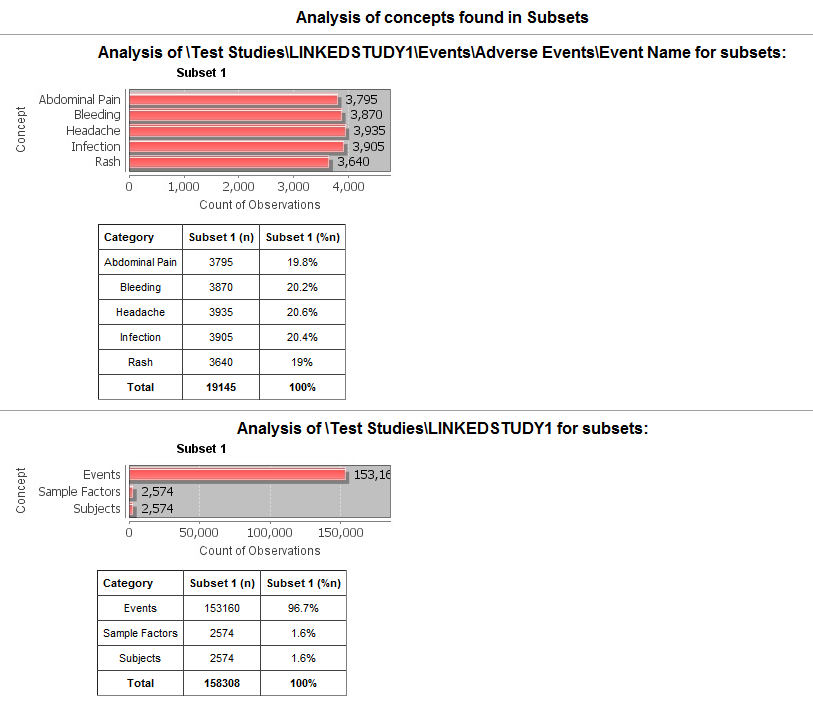 Analysis of concepts found in Subsets
Analysis of \Test Studies\LINKEDSTUDY1\Events\Adverse Events\Event Name for subsets:
Subset 1
Concept
Abdominal Pain 3,795
Bleeding 3,870
Headache 3,935
Infection 3,905
Rash 3,640
0 1,000 2,000 3,000 4,000
Count of Observations
Category Subset 1 (n) Subset 1 (%n)
Abdominal Pain 3795 19.8%
Bleeding 3870 20.2%
Headache 3935 20.6%
Infection 3905 20.4%
Rash 3640 19%
Total 19145 100%
Analysis of \Test Studies\LINKEDSTUDY1 for subsets:
Subset 1
Concept
Events 153,16
Sample Factors 2,574
Subjects 2,574
0 50,000 100,000 150,000
Count of Observations
Category Subset 1 (n) Subset 1 (%n)
Events 153160 96.7%
Sample Factors 2574 1.6%
Subjects 2574 1.6%
Total 158308 100%